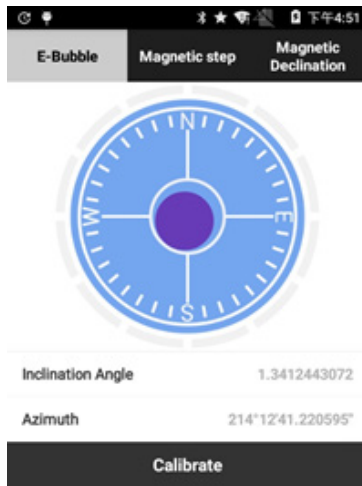 下午4:51
E-Bubble
Magnetic step
Magnetic
Declination
N
W
E
S
Inclination Angle
1.3412443072
Azimuth
214°12'41.220595"
Calibrate